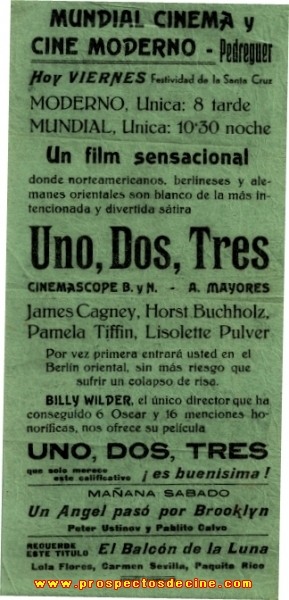 MUNDIAL CINEMA y
CINE MODERNO - Pedreguer
Hoy VIERNES Festividad de la Santa Cruz
MODERNO, Unica: 8 tarde
MUNDIAL, Unica: 10'30 noche
Un film sensacional
donde norteamericanos, berlineses y ale-
manes orientales son blanco de la más in-
tencionada y divertida sátira
Uno, Dos, Tres
CINEMASCOPE B. y N. - A. MAYORES
James Cagney, Horst Buchholz,
Pamela Tiffin, Lisolette Pulver
Por vez primera entrará usted en el
Berlín oriental, sin más riesgo que
sufrir un colapso de risa.
BILLY WILDER, el único director que ha
conseguido 6 Oscar y 16 menciones ho-
noríficas, nos ofrece su película
UNO, DOS, TRES
que solo merece
este calificativo ¡es buenísima!
MAÑANA SABADO
Un Angel pasó por Brooklyn
Peter Ustinov y Pablito Calvo
RECUERDE
ESTE TITULO El Balcón de la Luna
Lola Flores, Carmen Sevilla, Paquita Rico
www.prospectosdecine.com